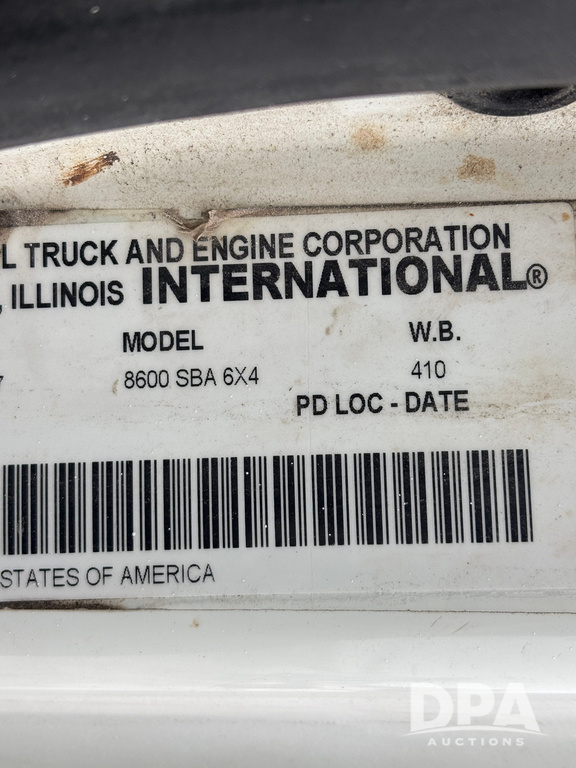 L TRUCK AND ENGINE CORPORATION
, ILLINOIS INTERNATIONAL®
MODEL W.B.
7 8600 SBA 6X4 410
PD LOC - DATE
STATES OF AMERICA
DPA
AUCTIONS